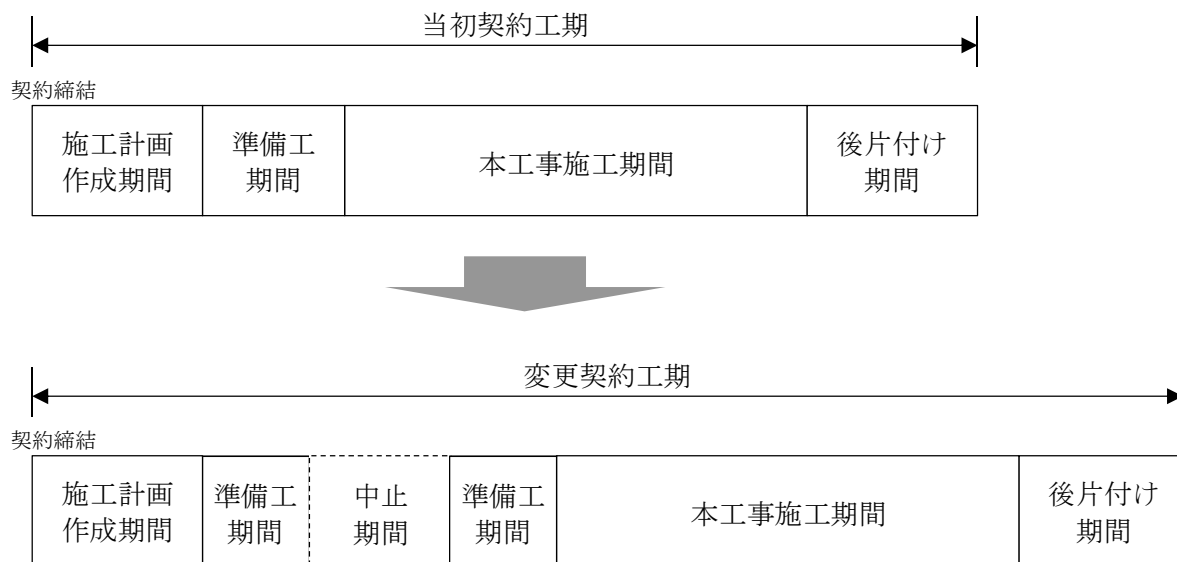 当初契約工期
契約締結
施工計画
作成期間
準備工
期間
本工事施工期間
後片付け
期間
変更契約工期
契約締結
施工計画
作成期間
準備工
期間
中止
期間
準備工
期間
本工事施工期間
後片付け
期間